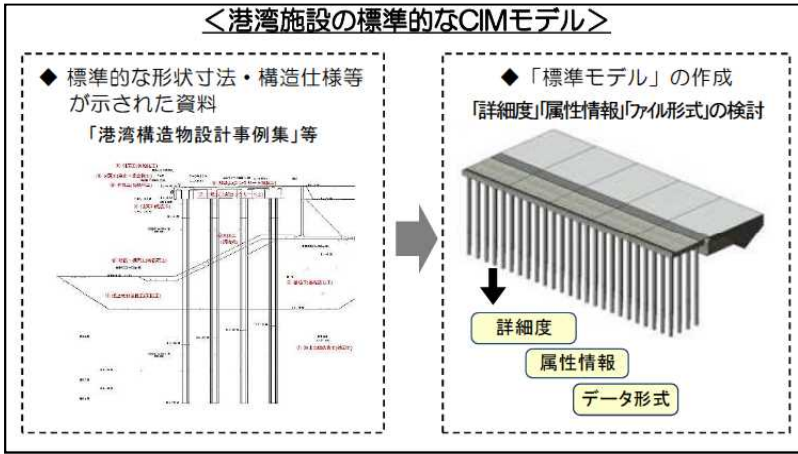 ＜港湾施設の標準的なCIMモデル＞
◆ 標準的な形状寸法・構造仕様等
が示された資料
「港湾構造物設計事例集」等
◆「標準モデル」の作成
「詳細度」「属性情報」「ファイル形式」の検討
詳細度
属性情報
データ形式